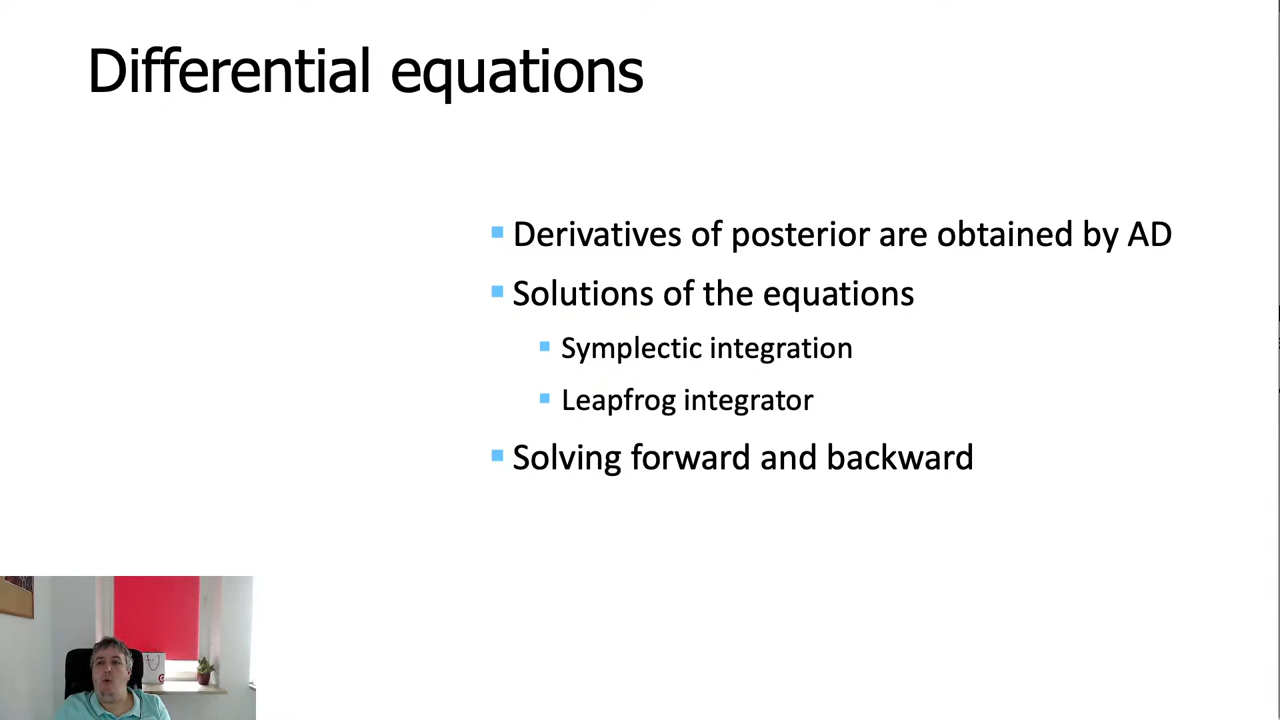 Differential equations
Derivatives of posterior are obtained by AD
Solutions of the equations
Symplectic integration
Leapfrog integrator
Solving forward and backward